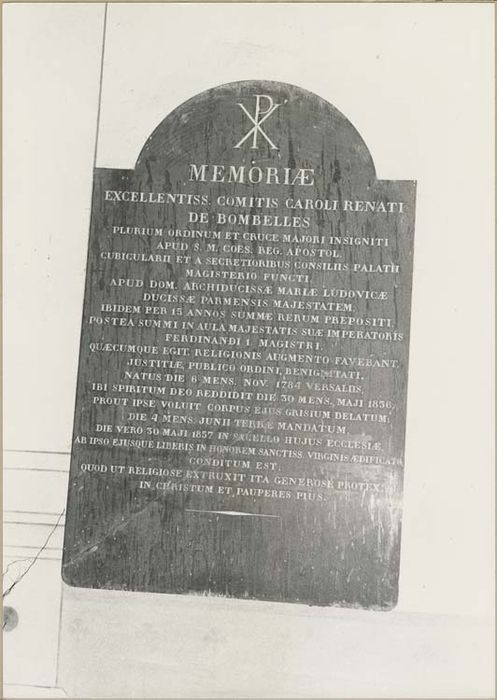 MEMORIÆ
EXCELLENTISS. COMITIS CAROLI RENATI
DE BOMBELLES
PLURIUM ORDINUM ET CRUCE MAJORI INSIGNITI
APUD S. M. COES. REG. APOSTOL.
CUBICULARII ET A SECRETIORIBUS CONSILIIS PALATII
MAGISTERIO FUNCTI
APUD DOM. ARCHIDUCISSÆ MARIÆ LUDOVICÆ
DUCISSÆ PARMENSIS MAJESTATEM,
IBIDEM PER 15 ANNOS SUMMÆ RERUM PREPOSITI,
POSTEA SUMMI IN AULA MAJESTATIS SUÆ IMPERATORIS
FERDINANDI I. MAGISTRI.
QUÆCUMQUE EGIT, RELIGIONIS AUGMENTO FAVEBANT,
JUSTITIÆ, PUBLICO ORDINI, BENIGNITATI,
NATUS DIE 6 MENS. NOV. 1784 VERSALIIS,
IBI SPIRITUM DEO REDDIDIT DIE 30 MENS. MAJI 1856,
PROUT IPSE VOLUIT CORPUS EJUS GRISIUM DELATUM;
DIE 4 MENS. JUNII TERRÆ MANDATUM,
DIE VERO 30 MAJI 1857 IN SACELLO HUJUS ECCLESIÆ
AB IPSO EJUSQUE LIBERIS IN HONOREM SANCTISS. VIRGINIS ÆDIFICATO
CONDITUM EST.
QUOD UT RELIGIOSE EXTRUXIT ITA GENEROSE PROTEX.
IN CHRISTUM ET PAUPERES PIUS.